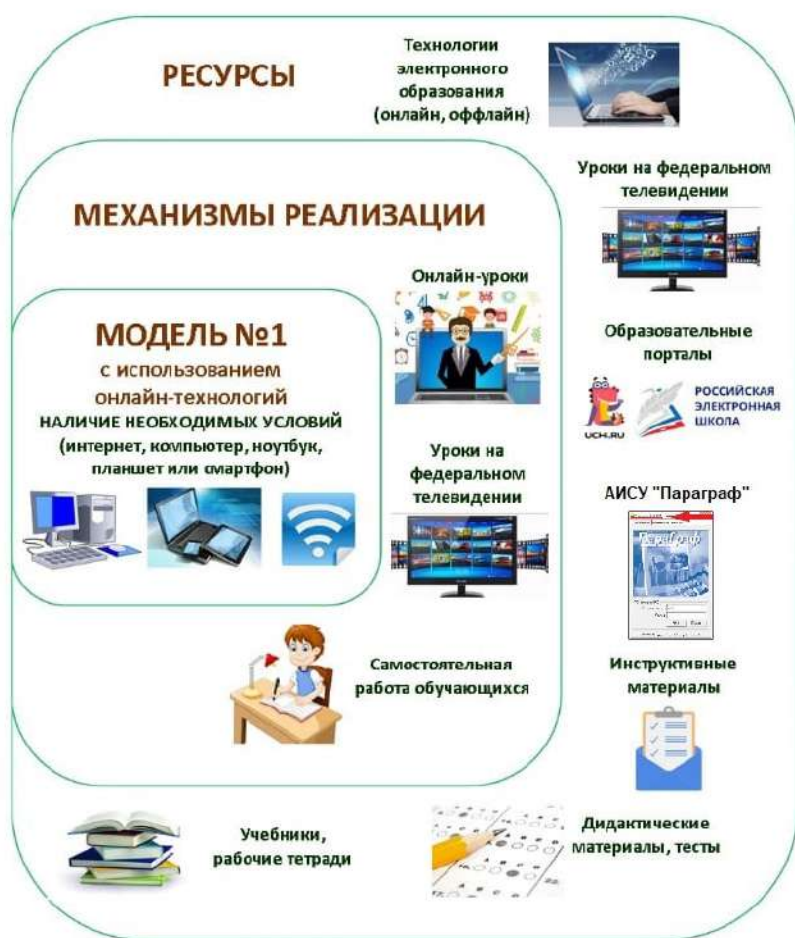 РЕСУРСЫ
Технологии
электронного
образования
(онлайн, оффлайн)
Уроки на федеральном
телевидении
МЕХАНИЗМЫ РЕАЛИЗАЦИИ
Онлайн-уроки
МОДЕЛЬ №1
с использованием
онлайн-технологий
НАЛИЧИЕ НЕОБХОДИМЫХ УСЛОВИЙ
(интернет, компьютер, ноутбук,
планшет или смартфон)
Образовательные
порталы
UCH.RU
РОССИЙСКАЯ
ЭЛЕКТРОННАЯ
ШКОЛА
Уроки на
федеральном
телевидении
АИСУ "Параграф"
ПараГраф
Самостоятельная
работа обучающихся
Инструктивные
материалы
Учебники,
рабочие тетради
Дидактические
материалы, тесты